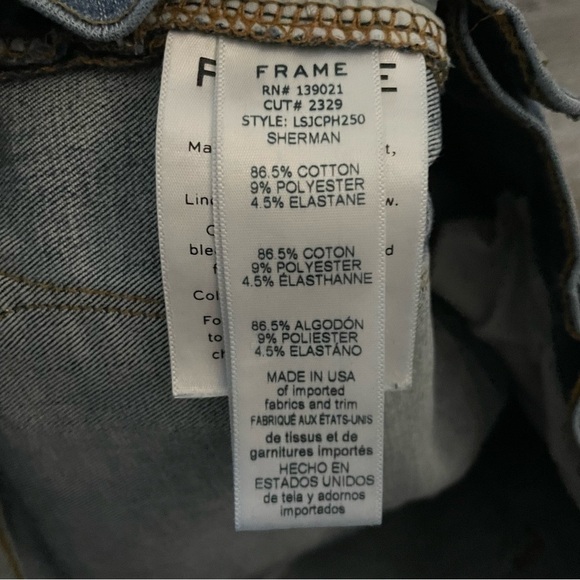 FRAME
RN# 139021
CUT# 2329
STYLE: LSJCPH250
SHERMAN
86.5% COTTON
9% POLYESTER
4.5% ELASTANE
86.5% COTON
9% POLYESTER
4.5% ÉLASTHANNE
86.5% ALGODÓN
9% POLIÉSTER
4.5% ELASTÁNO
MADE IN USA
of imported
fabrics and trim
FABRIQUÉ AUX ÉTATS-UNIS
de tissus et de
garnitures importés
HECHO EN
ESTADOS UNIDOS
de tela y adornos
importados